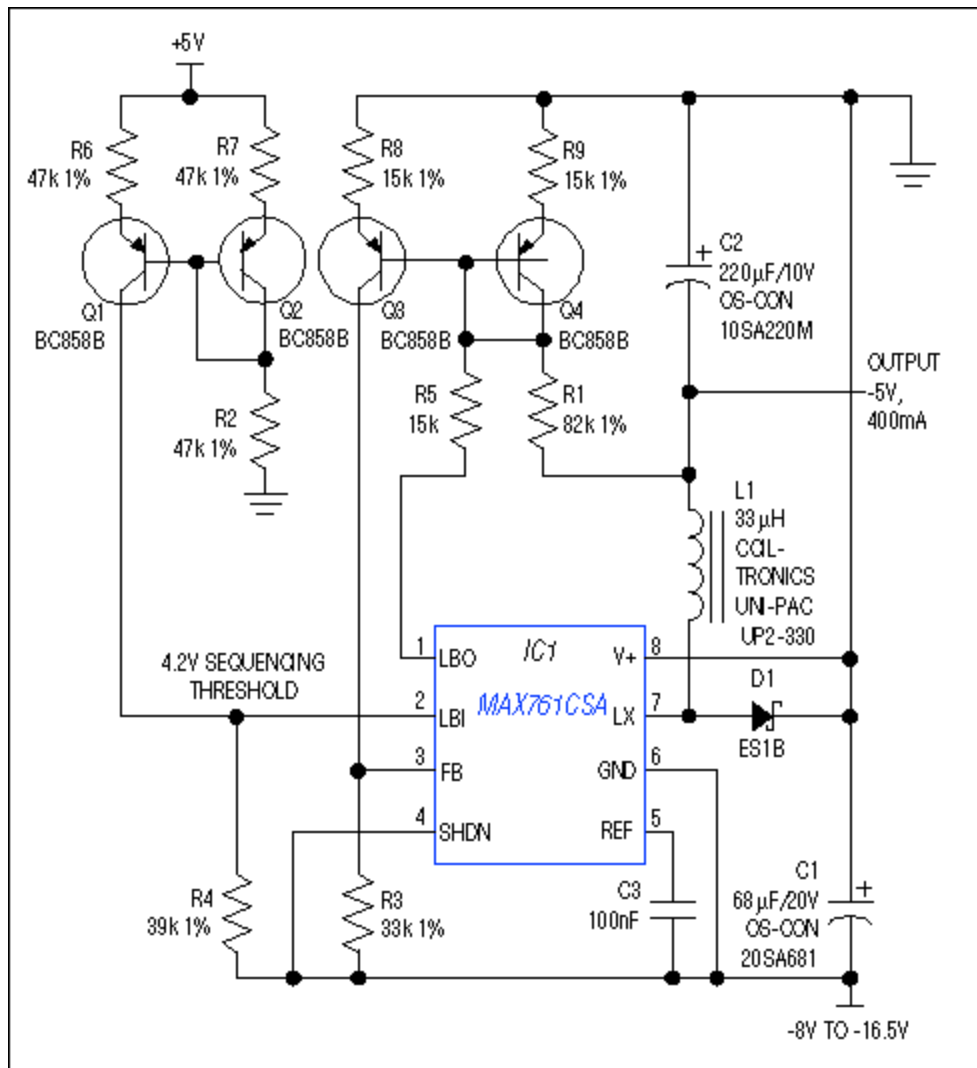 +5V
R6
47k 1%
R7
47k 1%
R8
15k 1%
R9
15k 1%
Q1
BC858B
Q2
BC858B
Q3
BC858B
Q4
BC858B
+
C2
220µF/10V
OS-CON
10SA220M
OUTPUT
-5V,
400mA
R2
47k 1%
R5
15k
R1
82k 1%
L1
33µH
COIL-
TRONICS
UNI-PAC
UP2-330
4.2V SEQUENCING
THRESHOLD
IC1
MAX761CSA
1
LBO
2
LBI
3
FB
4
SHDN
V+
8
LX
7
GND
6
REF
5
D1
ES1B
R4
39k 1%
R3
33k 1%
C3
100nF
C1
68µF/20V
OS-CON
20SA681
+
-8V TO -16.5V